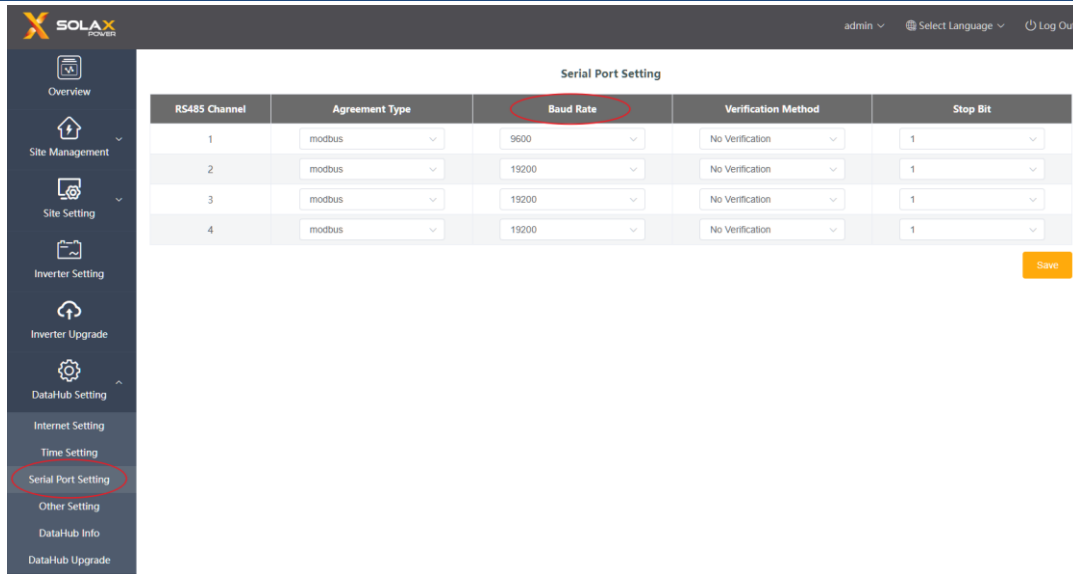 SOLAX
POWER
admin
Select Language
Log Out
Overview
Site Management
Site Setting
Inverter Setting
Inverter Upgrade
DataHub Setting
Internet Setting
Time Setting
Serial Port Setting
Other Setting
DataHub Info
DataHub Upgrade
Serial Port Setting
RS485 Channel Agreement Type Baud Rate Verification Method Stop Bit
1 modbus 9600 No Verification 1
2 modbus 19200 No Verification 1
3 modbus 19200 No Verification 1
4 modbus 19200 No Verification 1
Save